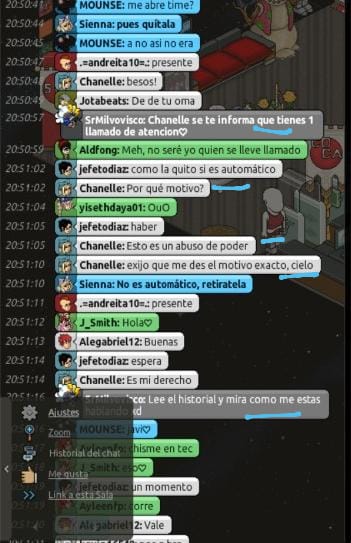 20:50:41 MOUNSE: me abre time?
20:50:44 Sienna: pues quítala
20:50:45 MOUNSE: a no asi no era
20:50:47 .=andreita10=.: presente
20:50:48 Chanelle: besos!
20:50:49 Jotabeats: De de tu oma
20:50:57 SrMilvovisco: Chanelle se te informa que tienes 1
llamado de atencion♡
20:50:59 Aldfong: Meh, no seré yo quien se lleve llamado
20:51:02 jefetodiaz: como la quito si es automático
20:51:02 Chanelle: Por qué motivo?
20:51:04 yisethdaya01: OuO
20:51:05 jefetodiaz: haber
20:51:05 Chanelle: Esto es un abuso de poder
20:51:10 Chanelle: exijo que me des el motivo exacto, cielo
20:51:10 Sienna: No es automático, retiratela
20:51:11 .=andreita10=.: presente
20:51:12 J_Smith: Hola♡
20:51:13 Alegabriel12: Buenas
20:51:14 jefetodiaz: espera
20:51:14 Chanelle: Es mi derecho
20:51:16 SrMilvovisco: Lee el historial y mira como me estas
hablando xd
MOUNSE: javi♡
Ayleenfp: chisme en tec
J_Smith: eso♡
jefetodiaz: un momento
Ayleenfp: corre
Alegabriel12: Vale
Ajustes
Zoom
Historial del chat
Me gusta
Link a esta Sala